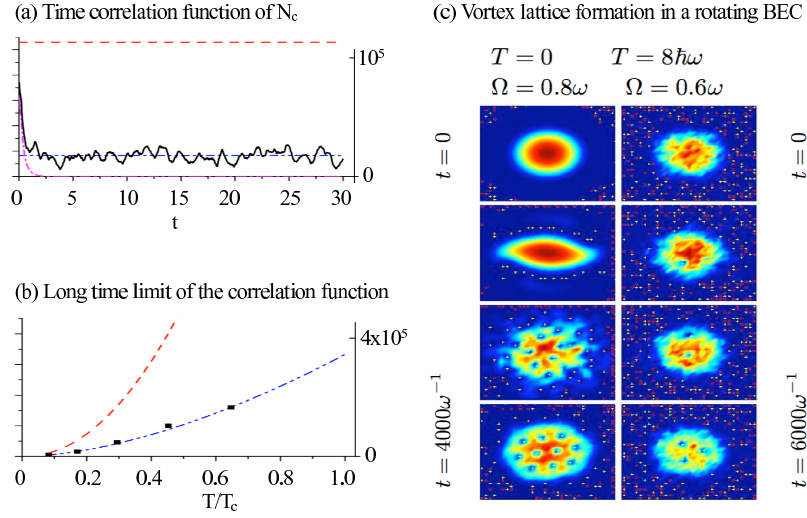 (a) Time correlation function of N_c
10^5
0
0 5 10 15 20 25 30
t
(b) Long time limit of the correlation function
4x10^5
0
0 0.2 0.4 0.6 0.8 1.0
T/T_c
(c) Vortex lattice formation in a rotating BEC
T = 0 T = 8ħω
Ω = 0.8ω Ω = 0.6ω
t = 0 t = 0
t = 4000ω^{-1} t = 6000ω^{-1}